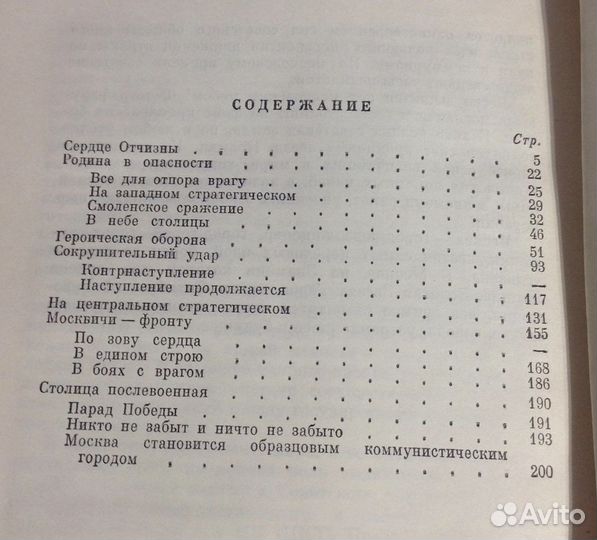 СОДЕРЖАНИЕ
Стр.
Сердце Отчизны . . . . . . . . . 5
Родина в опасности . . . . . . . . . 22
Все для отпора врагу . . . . . . . . 25
На западном стратегическом . . . . . . 29
Смоленское сражение . . . . . . . . 32
В небе столицы . . . . . . . . . 46
Героическая оборона . . . . . . . . . 51
Сокрушительный удар . . . . . . . . 93
Контрнаступление . . . . . . . . . —
Наступление продолжается . . . . . . . 117
На центральном стратегическом . . . . . . 131
Москвичи — фронту . . . . . . . . . 155
По зову сердца . . . . . . . . . —
В едином строю . . . . . . . . . 168
В боях с врагом . . . . . . . . . 186
Столица послевоенная . . . . . . . . . 190
Парад Победы . . . . . . . . . . 191
Никто не забыт и ничто не забыто . . . . . 193
Москва становится образцовым коммунистическим
городом . . . . . . . . . . . 200
Avito